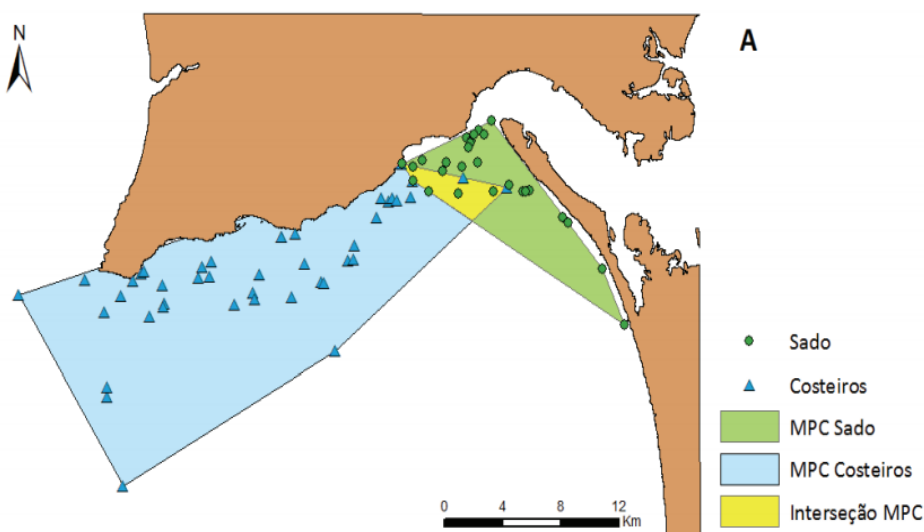 N
A
Sado
Costeiros
MPC Sado
MPC Costeiros
Interseção MPC
0 4 8 12
Km